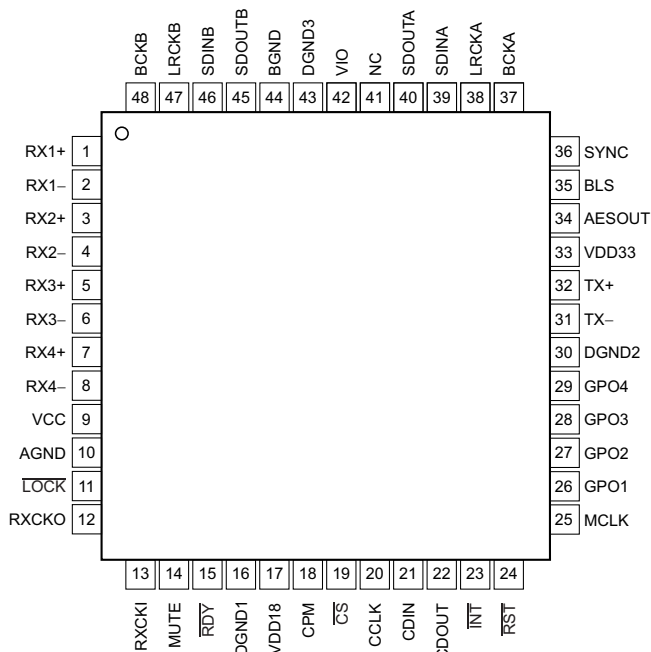 BCKB
LRCKB
SDINB
SDOUTB
BGND
DGND3
VIO
NC
SDOUTA
SDINA
LRCKA
BCKA
48 47 46 45 44 43 42 41 40 39 38 37
RX1+ 1
RX1– 2
RX2+ 3
RX2– 4
RX3+ 5
RX3– 6
RX4+ 7
RX4– 8
VCC 9
AGND 10
LOCK 11
RXCKO 12
36 SYNC
35 BLS
34 AESOUT
33 VDD33
32 TX+
31 TX–
30 DGND2
29 GPO4
28 GPO3
27 GPO2
26 GPO1
25 MCLK
13 14 15 16 17 18 19 20 21 22 23 24
RXCKI
MUTE
RDY
DGND1
VDD18
CPM
CS
CCLK
CDIN
CDOUT
INT
RST